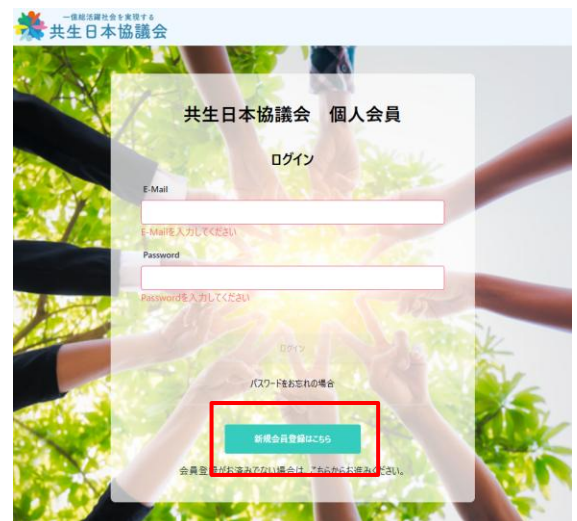 一億総活躍社会を実現する
共生日本協議会
共生日本協議会　個人会員
ログイン
E-Mail
E-Mailを入力してください
Password
Passwordを入力してください
ログイン
パスワードをお忘れの場合
新規会員登録はこちら
会員登録がお済みでない場合は、こちらからお進みください。